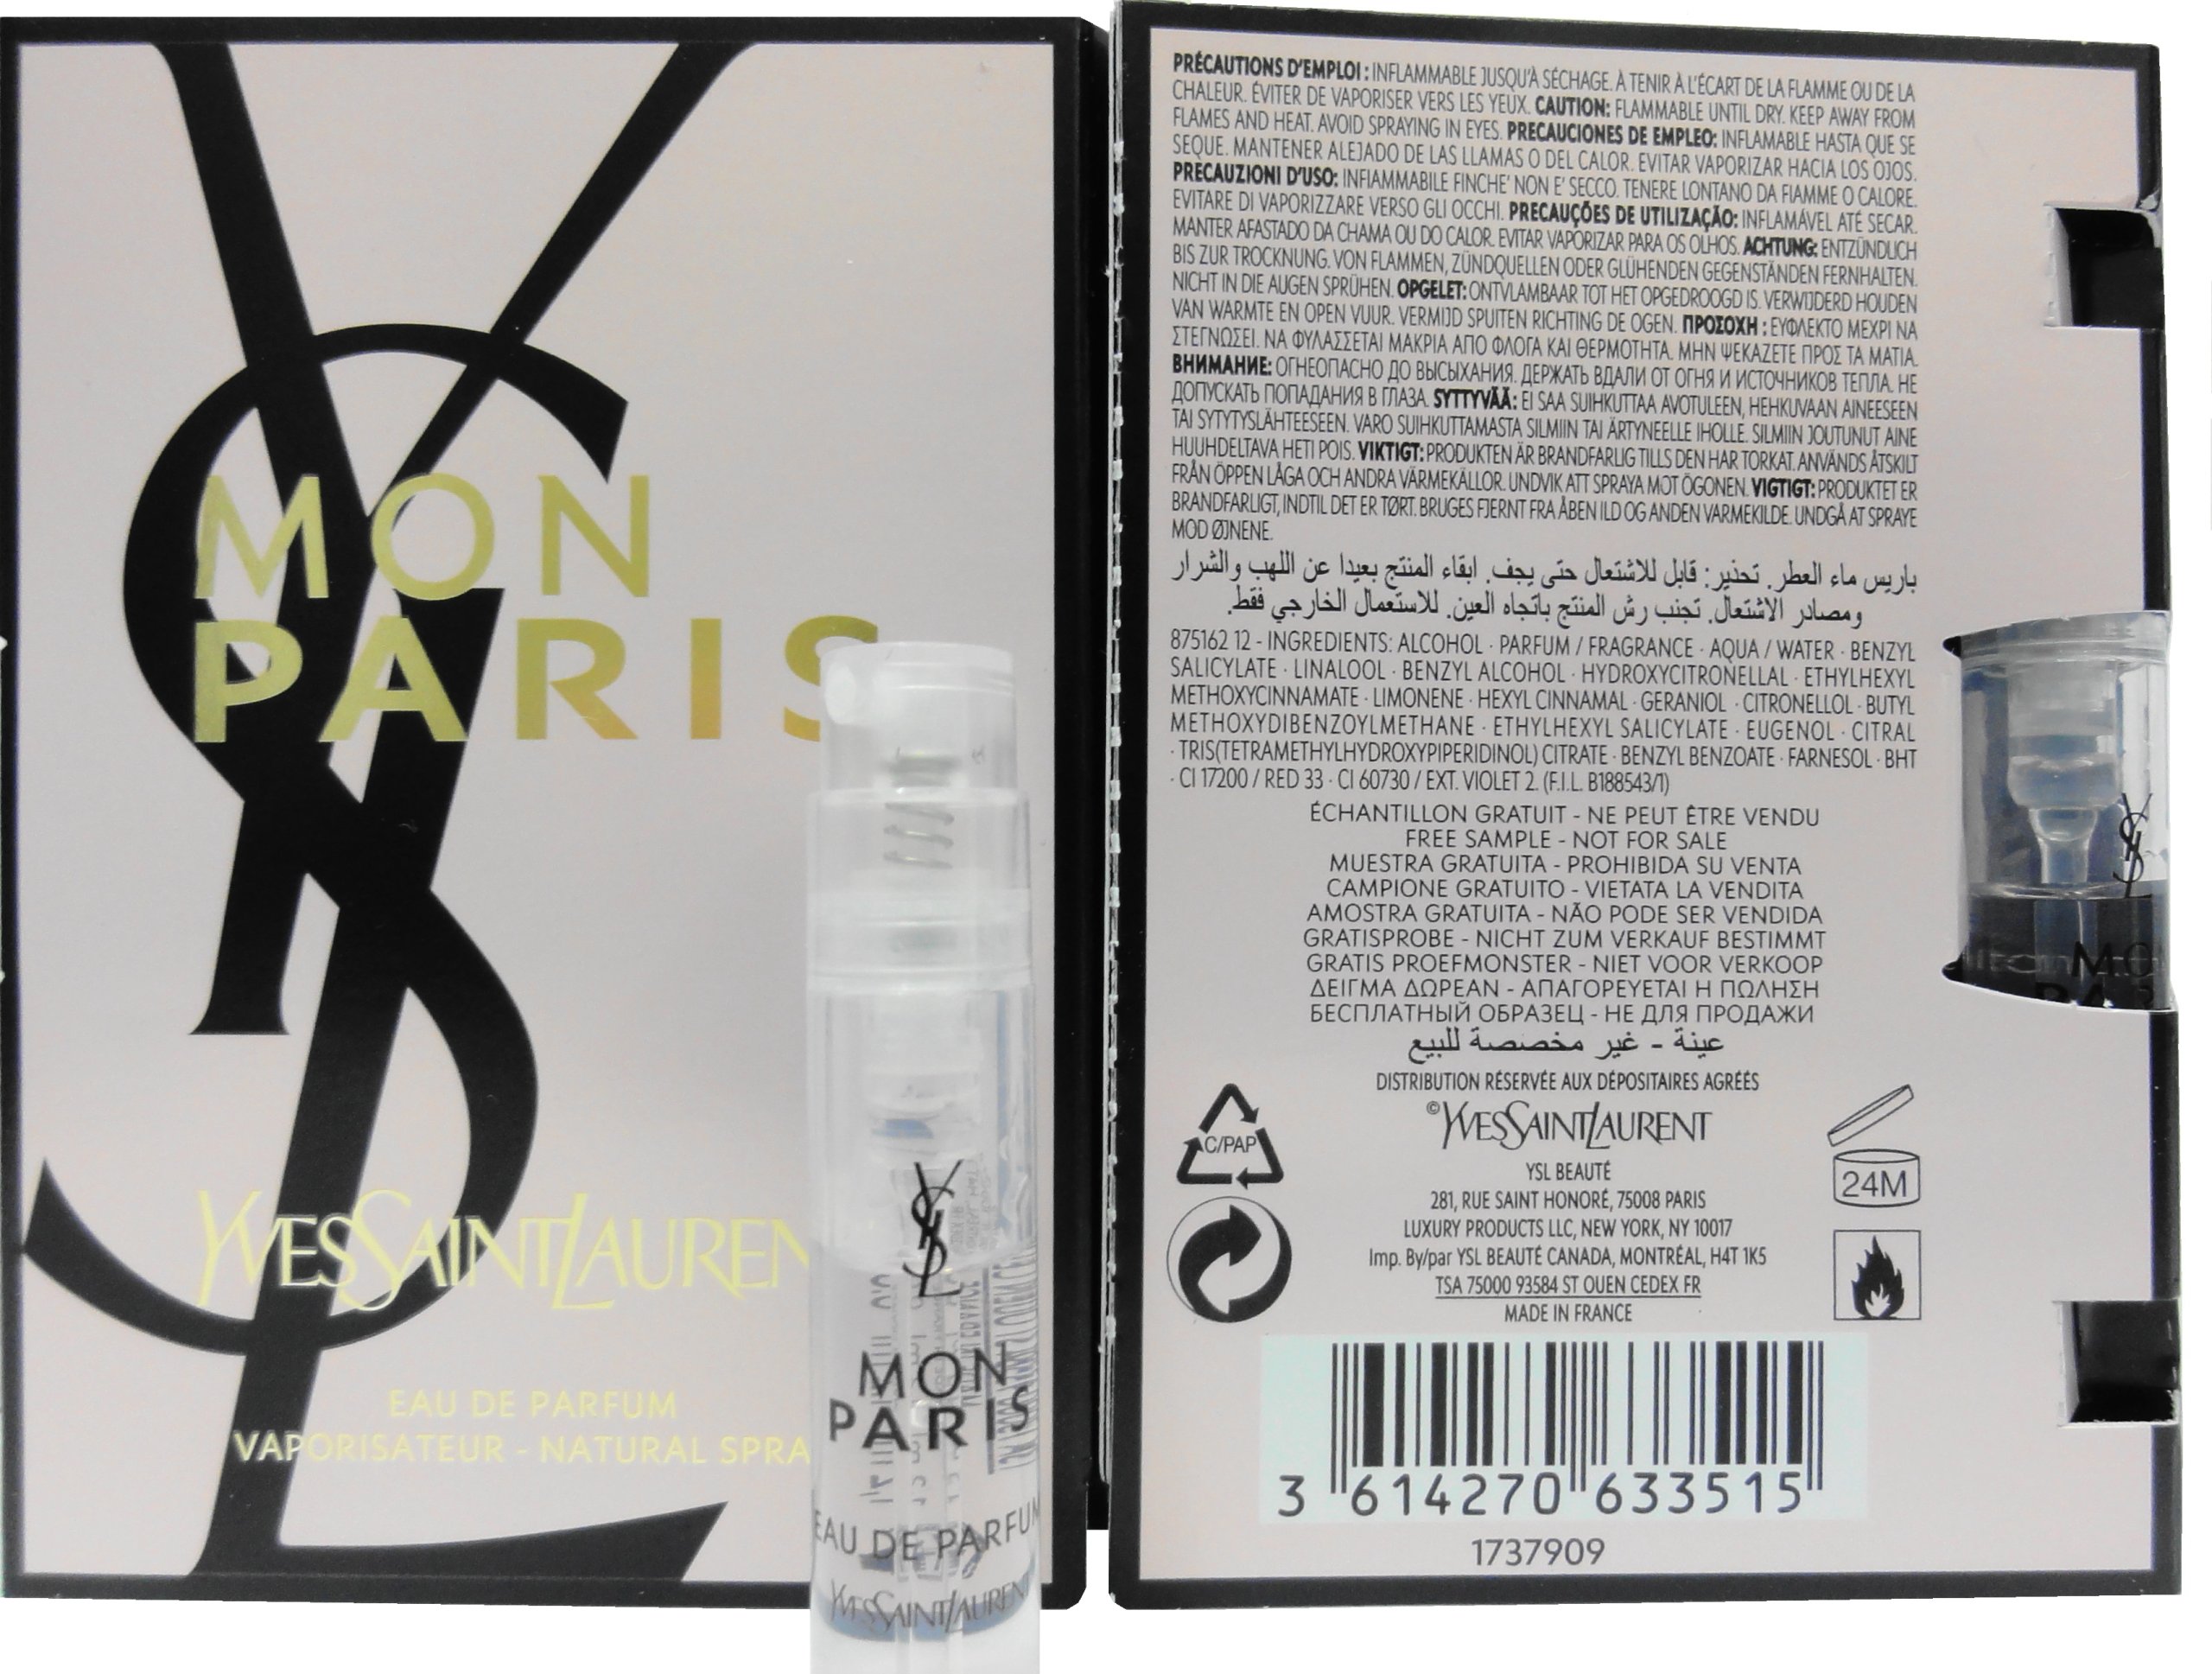 YSL
MON
PARIS
YVESSAINTLAUREN
EAU DE PARFUM
VAPORISATEUR - NATURAL SPRA
YSL
MON
PARIS
EAU DE PARFUM
YVESSAINTLAURENT
PRÉCAUTIONS D'EMPLOI : INFLAMMABLE JUSQU'À SÉCHAGE. À TENIR À L'ÉCART DE LA FLAMME OU DE LA
CHALEUR. ÉVITER DE VAPORISER VERS LES YEUX. CAUTION: FLAMMABLE UNTIL DRY. KEEP AWAY FROM
FLAMES AND HEAT. AVOID SPRAYING IN EYES. PRECAUCIONES DE EMPLEO: INFLAMABLE HASTA QUE SE
SEQUE. MANTENER ALEJADO DE LAS LLAMAS O DEL CALOR. EVITAR VAPORIZAR HACIA LOS OJOS.
PRECAUZIONI D'USO: INFIAMMABILE FINCHE' NON E' SECCO. TENERE LONTANO DA FIAMME O CALORE.
EVITARE DI VAPORIZZARE VERSO GLI OCCHI. PRECAUÇÕES DE UTILIZAÇÃO: INFLAMÁVEL ATÉ SECAR.
MANTER AFASTADO DA CHAMA OU DO CALOR. EVITAR VAPORIZAR PARA OS OLHOS. ACHTUNG: ENTZÜNDLICH
BIS ZUR TROCKNUNG. VON FLAMMEN, ZÜNDQUELLEN ODER GLÜHENDEN GEGENSTÄNDEN FERNHALTEN.
NICHT IN DIE AUGEN SPRÜHEN. OPGELET: ONTVLAMBAAR TOT HET OPGEDROOGD IS. VERWIJDERD HOUDEN
VAN WARMTE EN OPEN VUUR. VERMIJD SPUITEN RICHTING DE OGEN. ΠΡΟΣΟΧΗ : ΕΥΦΛΕΚΤΟ ΜΕΧΡΙ ΝΑ
ΣΤΕΓΝΩΣΕΙ. ΝΑ ΦΥΛΑΣΣΕΤΑΙ ΜΑΚΡΙΑ ΑΠΟ ΦΛΟΓΑ ΚΑΙ ΘΕΡΜΟΤΗΤΑ. ΜΗΝ ΨΕΚΑΖΕΤΕ ΠΡΟΣ ΤΑ ΜΑΤΙΑ.
ВНИМАНИЕ: ОГНЕОПАСНО ДО ВЫСЫХАНИЯ. ДЕРЖАТЬ ВДАЛИ ОТ ОГНЯ И ИСТОЧНИКОВ ТЕПЛА. НЕ
ДОПУСКАТЬ ПОПАДАНИЯ В ГЛАЗА. SYTTYVÄÄ: EI SAA SUIHKUTTAA AVOTULEEN, HEHKUVAAN AINEESEEN
TAI SYTYTYSLÄHTEESEEN. VARO SUIHKUTTAMASTA SILMIIN TAI ÄRTYNEELLE IHOLLE. SILMIIN JOUTUNUT AINE
HUUHDELTAVA HETI POIS. VIKTIGT: PRODUKTEN ÄR BRANDFARLIG TILLS DEN HAR TORKAT. ANVÄNDS ÅTSKILT
FRÅN ÖPPEN LÅGA OCH ANDRA VÄRMEKÄLLOR. UNDVIK ATT SPRAYA MOT ÖGONEN. VIGTIGT: PRODUKTET ER
BRANDFARLIGT, INDTIL DET ER TØRT. BRUGES FJERNT FRA ÅBEN ILD OG ANDEN VARMEKILDE. UNDGÅ AT SPRAYE
MOD ØJNENE.
باريس ماء العطر. تحذير: قابل للاشتعال حتى يجف. ابقاء المنتج بعيدا عن اللهب والشرار
ومصادر الاشتعال. تجنب رش المنتج باتجاه العين. للاستعمال الخارجي فقط.
875162 12 - INGREDIENTS: ALCOHOL · PARFUM / FRAGRANCE · AQUA / WATER · BENZYL
SALICYLATE · LINALOOL · BENZYL ALCOHOL · HYDROXYCITRONELLAL · ETHYLHEXYL
METHOXYCINNAMATE · LIMONENE · HEXYL CINNAMAL · GERANIOL · CITRONELLOL · BUTYL
METHOXYDIBENZOYLMETHANE · ETHYLHEXYL SALICYLATE · EUGENOL · CITRAL
· TRIS(TETRAMETHYLHYDROXYPIPERIDINOL) CITRATE · BENZYL BENZOATE · FARNESOL · BHT
· CI 17200 / RED 33 · CI 60730 / EXT. VIOLET 2. (F.I.L. B188543/1)
ÉCHANTILLON GRATUIT - NE PEUT ÊTRE VENDU
FREE SAMPLE - NOT FOR SALE
MUESTRA GRATUITA - PROHIBIDA SU VENTA
CAMPIONE GRATUITO - VIETATA LA VENDITA
AMOSTRA GRATUITA - NÃO PODE SER VENDIDA
GRATISPROBE - NICHT ZUM VERKAUF BESTIMMT
GRATIS PROEFMONSTER - NIET VOOR VERKOOP
ΔΕΙΓΜΑ ΔΩΡΕΑΝ - ΑΠΑΓΟΡΕΥΕΤΑΙ Η ΠΩΛΗΣΗ
БЕСПЛАТНЫЙ ОБРАЗЕЦ - НЕ ДЛЯ ПРОДАЖИ
عينة - غير مخصصة للبيع
DISTRIBUTION RÉSERVÉE AUX DÉPOSITAIRES AGRÉÉS
©YVESSAINTLAURENT
YSL BEAUTÉ
281, RUE SAINT HONORÉ, 75008 PARIS
LUXURY PRODUCTS LLC, NEW YORK, NY 10017
Imp. By/par YSL BEAUTÉ CANADA, MONTRÉAL, H4T 1K5
TSA 75000 93584 ST OUEN CEDEX FR
MADE IN FRANCE
C/PAP
24M
3 614270 633515
1737909
YSL
MO